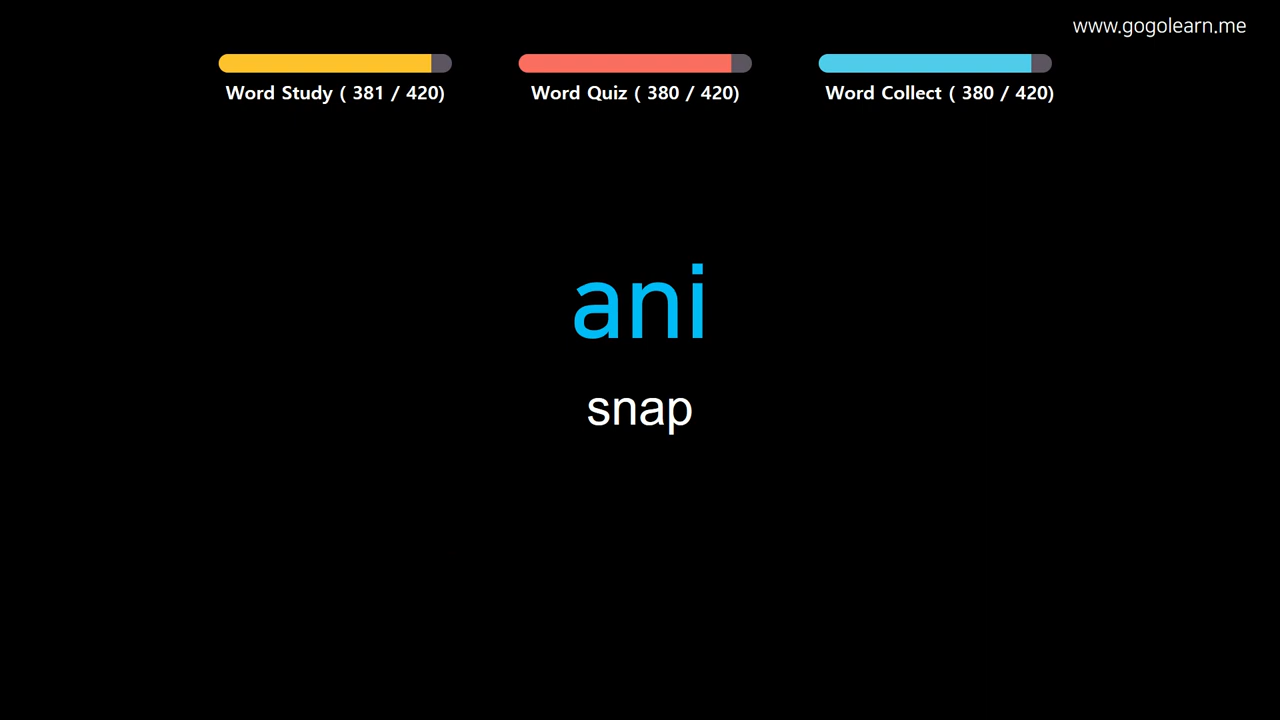 www.gogolearn.me
Word Study ( 381 / 420)
Word Quiz ( 380 / 420)
Word Collect ( 380 / 420)
ani
snap